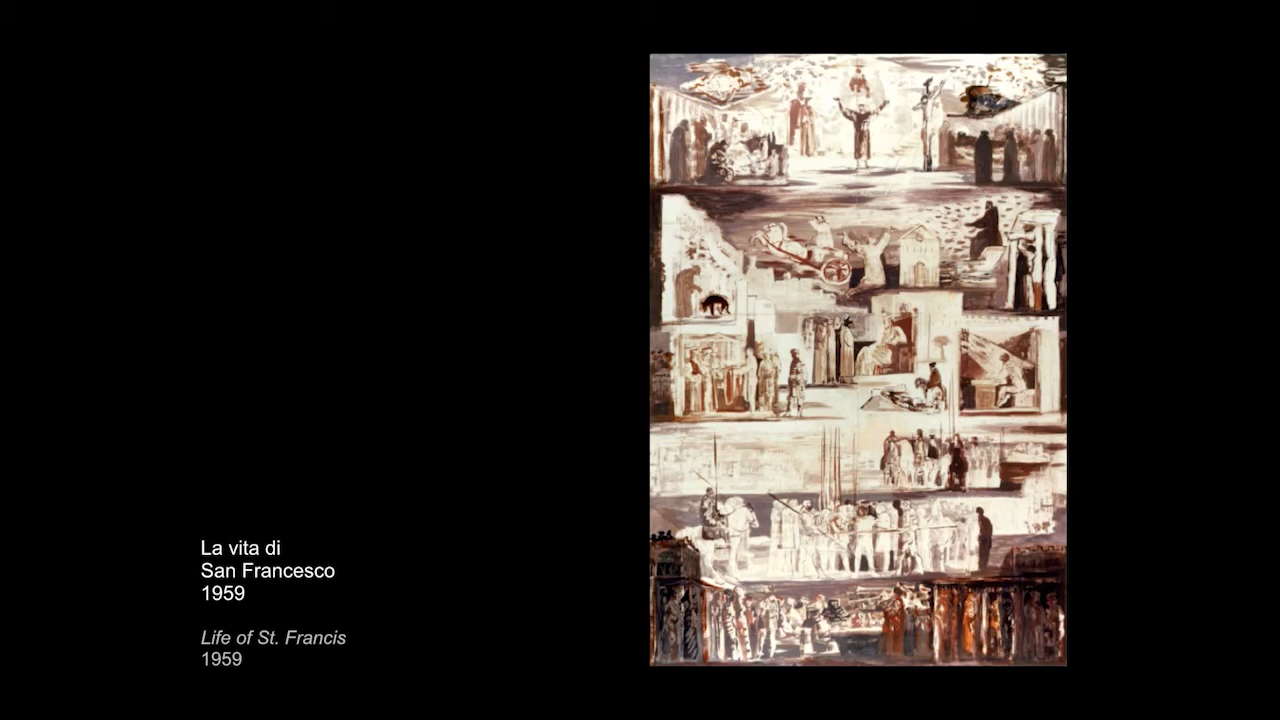 La vita di
San Francesco
1959
Life of St. Francis
1959